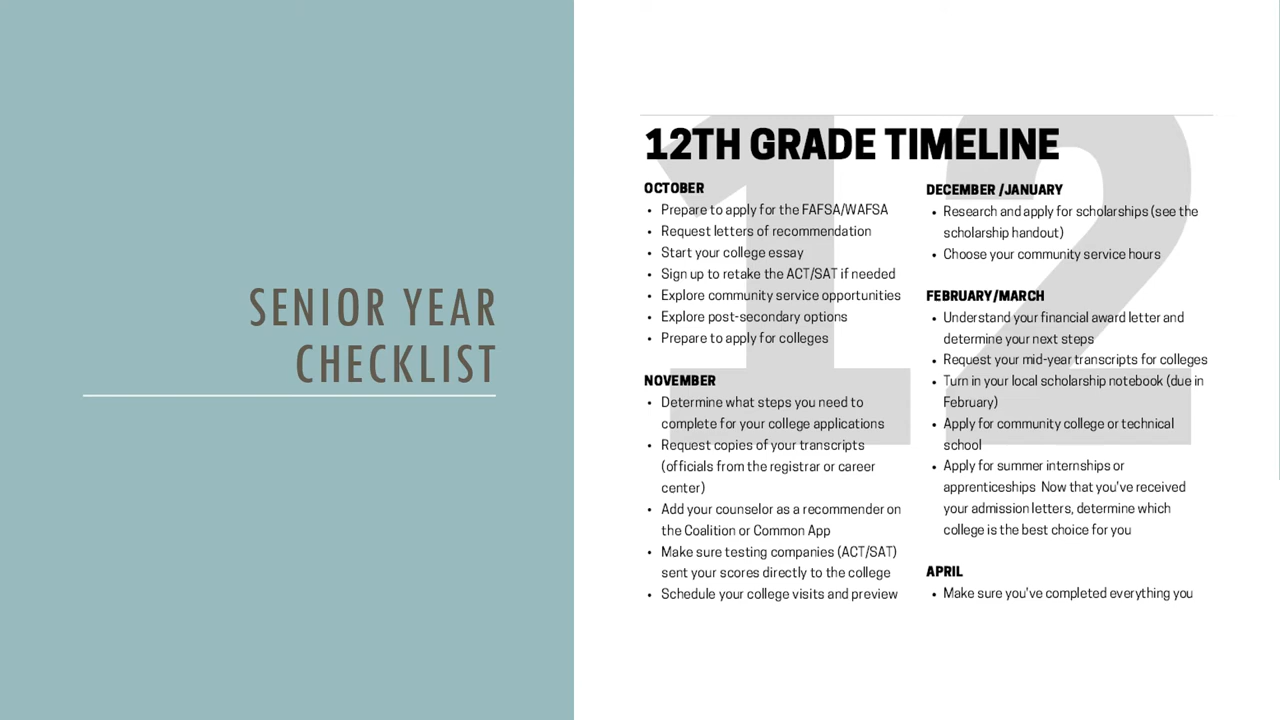 SENIOR YEAR
CHECKLIST
12TH GRADE TIMELINE
OCTOBER
• Prepare to apply for the FAFSA/WAFSA
• Request letters of recommendation
• Start your college essay
• Sign up to retake the ACT/SAT if needed
• Explore community service opportunities
• Explore post-secondary options
• Prepare to apply for colleges
NOVEMBER
• Determine what steps you need to
complete for your college applications
• Request copies of your transcripts
(officials from the registrar or career
center)
• Add your counselor as a recommender on
the Coalition or Common App
• Make sure testing companies (ACT/SAT)
sent your scores directly to the college
• Schedule your college visits and preview
DECEMBER /JANUARY
• Research and apply for scholarships (see the
scholarship handout)
• Choose your community service hours
FEBRUARY/MARCH
• Understand your financial award letter and
determine your next steps
• Request your mid-year transcripts for colleges
• Turn in your local scholarship notebook (due in
February)
• Apply for community college or technical
school
• Apply for summer internships or
apprenticeships Now that you've received
your admission letters, determine which
college is the best choice for you
APRIL
• Make sure you've completed everything you
12